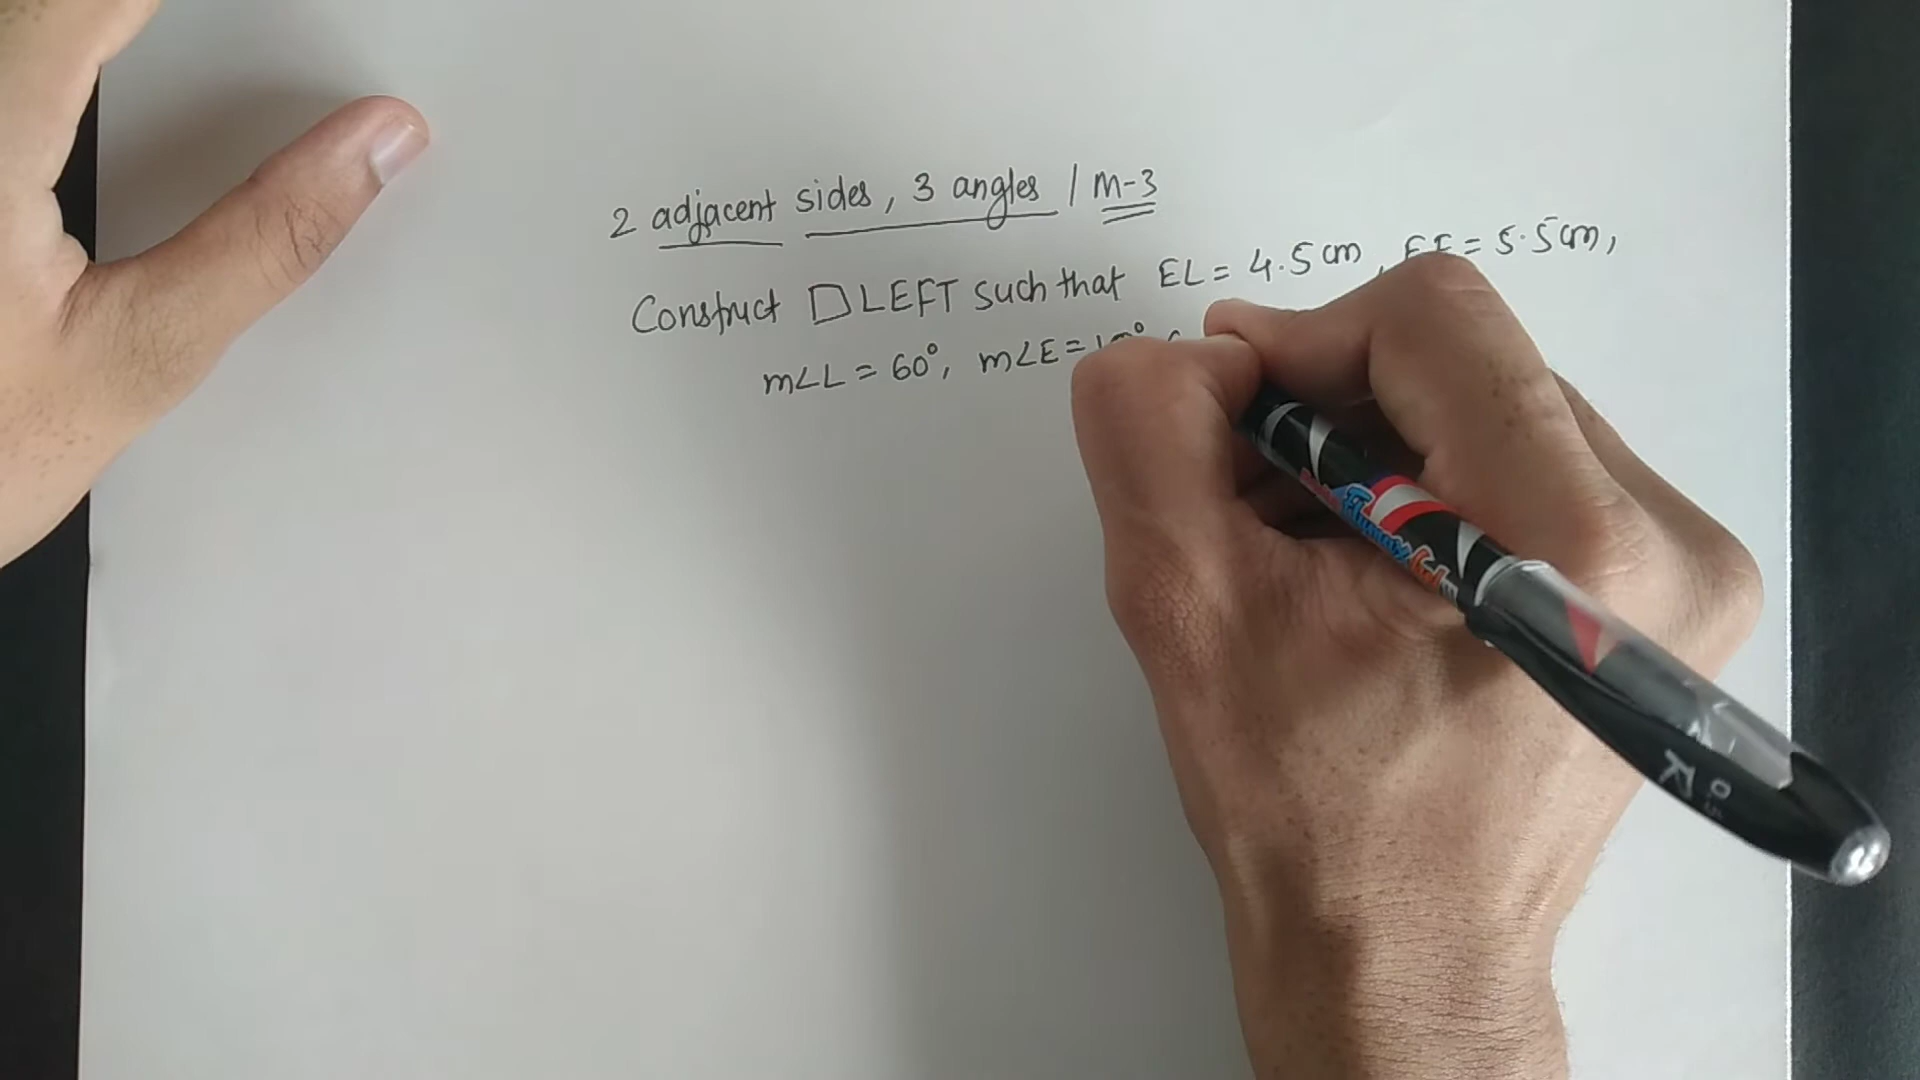 2 adjacent sides, 3 angles / M-3
Construct □LEFT such that EL = 4.5 cm, = 5.5 cm,
m∠L = 60°, m∠E =